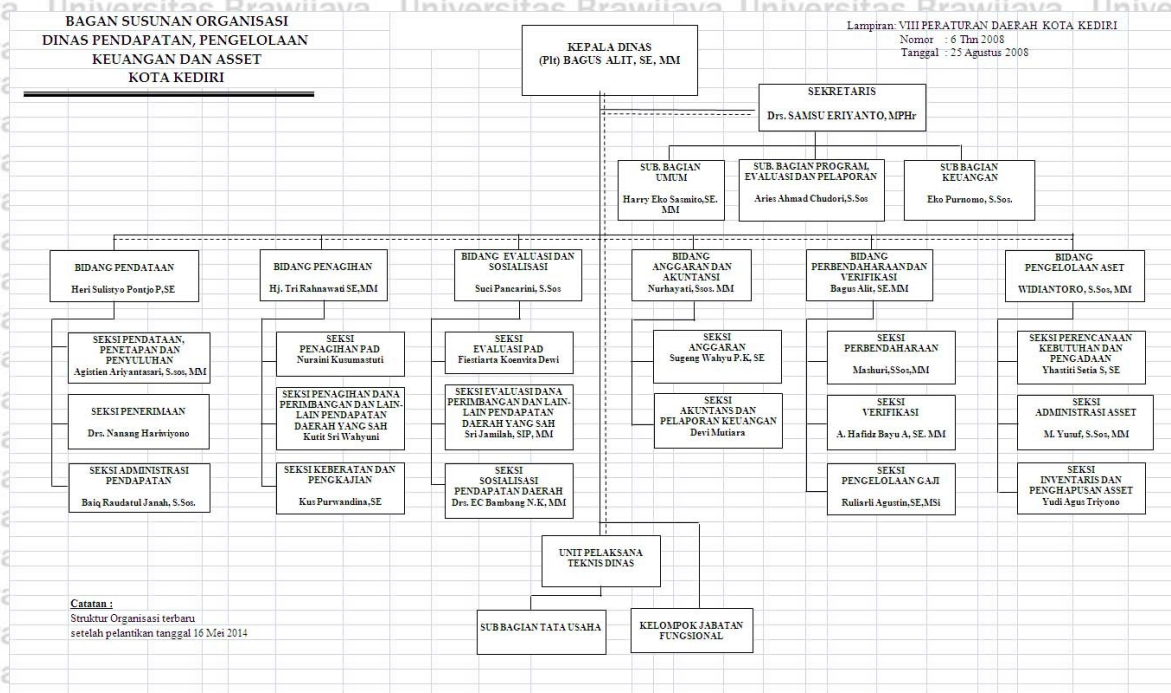 Universitas Brawijaya Universitas Brawijaya Universitas Brawijaya
BAGAN SUSUNAN ORGANISASI
DINAS PENDAPATAN, PENGELOLAAN
KEUANGAN DAN ASSET
KOTA KEDIRI
Lampiran: VIII PERATURAN DAERAH KOTA KEDIRI
Nomor : 6 Thn 2008
Tanggal : 25 Agustus 2008
KEPALA DINAS
(Plt) BAGUS ALIT, SE, MM
SEKRETARIS
Drs. SAMSU ERIYANTO, MPHr
SUB. BAGIAN
UMUM
Harry Eko Sasmito,SE.
MM
SUB. BAGIAN PROGRAM,
EVALUASI DAN PELAPORAN
Aries Ahmad Chudori,S.Sos
SUB BAGIAN
KEUANGAN
Eko Purnomo, S.Sos.
BIDANG PENDATAAN
Heri Sulistyo Pontjo P,SE
BIDANG PENAGIHAN
Hj. Tri Rahnawati SE,MM
BIDANG EVALUASI DAN
SOSIALISASI
Suci Pancarini, S.Sos
BIDANG
ANGGARAN DAN
AKUNTANSI
Nurhayati, Ssos. MM
BIDANG
PERBENDAHARAAN DAN
VERIFIKASI
Bagus Alit, SE.MM
BIDANG
PENGELOLAAN ASET
WIDIANTORO, S.Sos, MM
SEKSI PENDATAAN,
PENETAPAN DAN
PENYULUHAN
Agistien Ariyantasari, S.sos, MM
SEKSI PENERIMAAN
Drs. Nanang Hariwiyono
SEKSI ADMINISTRASI
PENDAPATAN
Baiq Raudatul Janah, S.Sos.
SEKSI
PENAGIHAN PAD
Nuraini Kusumastuti
SEKSI PENAGIHAN DANA
PERIMBANGAN DAN LAIN-
LAIN PENDAPATAN
DAERAH YANG SAH
Kutit Sri Wahyuni
SEKSI KEBERATAN DAN
PENGKAJIAN
Kus Purwandina,SE
SEKSI
EVALUASI PAD
Fiestiarta Koenvita Dewi
SEKSI EVALUASI DANA
PERIMBANGAN DAN LAIN-
LAIN PENDAPATAN
DAERAH YANG SAH
Sri Jamilah, SIP, MM
SEKSI
SOSIALISASI
PENDAPATAN DAERAH
Drs. EC Bambang N.K, MM
SEKSI
ANGGARAN
Sugeng Wahyu P.K, SE
SEKSI
AKUNTANS DAN
PELAPORAN KEUANGAN
Devi Mutiara
SEKSI
PERBENDAHARAAN
Mashuri,SSos,MM
SEKSI
VERIFIKASI
A. Hafidz Bayu A, SE. MM
SEKSI
PENGELOLAAN GAJI
Ruliarli Agustin,SE,MSi
SEKSI PERENCANAAN
KEBUTUHAN DAN
PENGADAAN
Yhastiti Setia S, SE
SEKSI
ADMINISTRASI ASSET
M. Yusuf, S.Sos, MM
SEKSI
INVENTARIS DAN
PENGHAPUSAN ASSET
Yudi Agus Triyono
UNIT PELAKSANA
TEKNIS DINAS
SUB BAGIAN TATA USAHA
KELOMPOK JABATAN
FUNGSIONAL
Catatan :
Struktur Organisasi terbaru
setelah pelantikan tanggal 16 Mei 2014